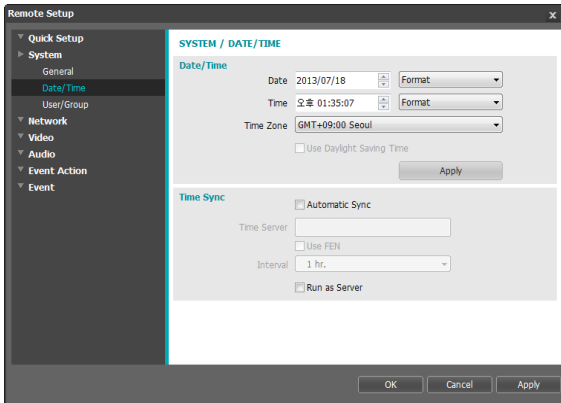 Remote Setup
x
Quick Setup
System
General
Date/Time
User/Group
Network
Video
Audio
Event Action
Event
SYSTEM / DATE/TIME
Date/Time
Date 2013/07/18 Format
Time 오후 01:35:07 Format
Time Zone GMT+09:00 Seoul
Use Daylight Saving Time
Apply
Time Sync
Automatic Sync
Time Server
Use FEN
Interval 1 hr.
Run as Server
OK Cancel Apply